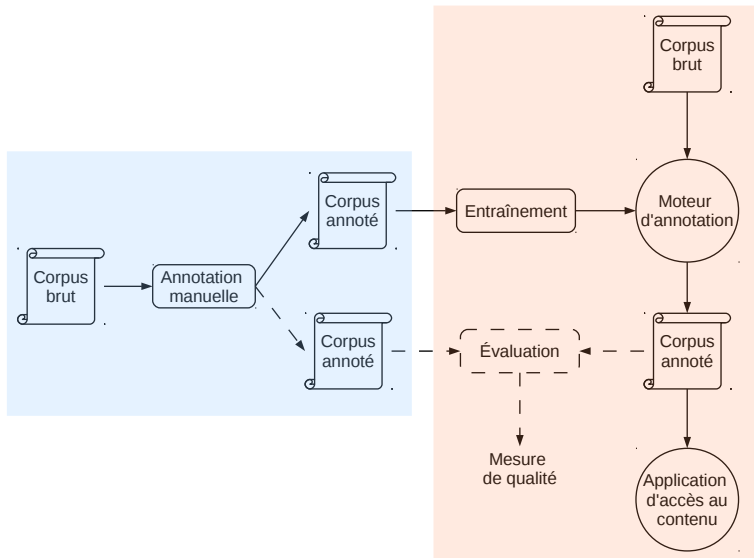 Corpus
brut
Annotation
manuelle
Corpus
annoté
Corpus
annoté
Entraînement
Évaluation
Mesure
de qualité
Corpus
brut
Moteur
d'annotation
Corpus
annoté
Application
d'accès au
contenu